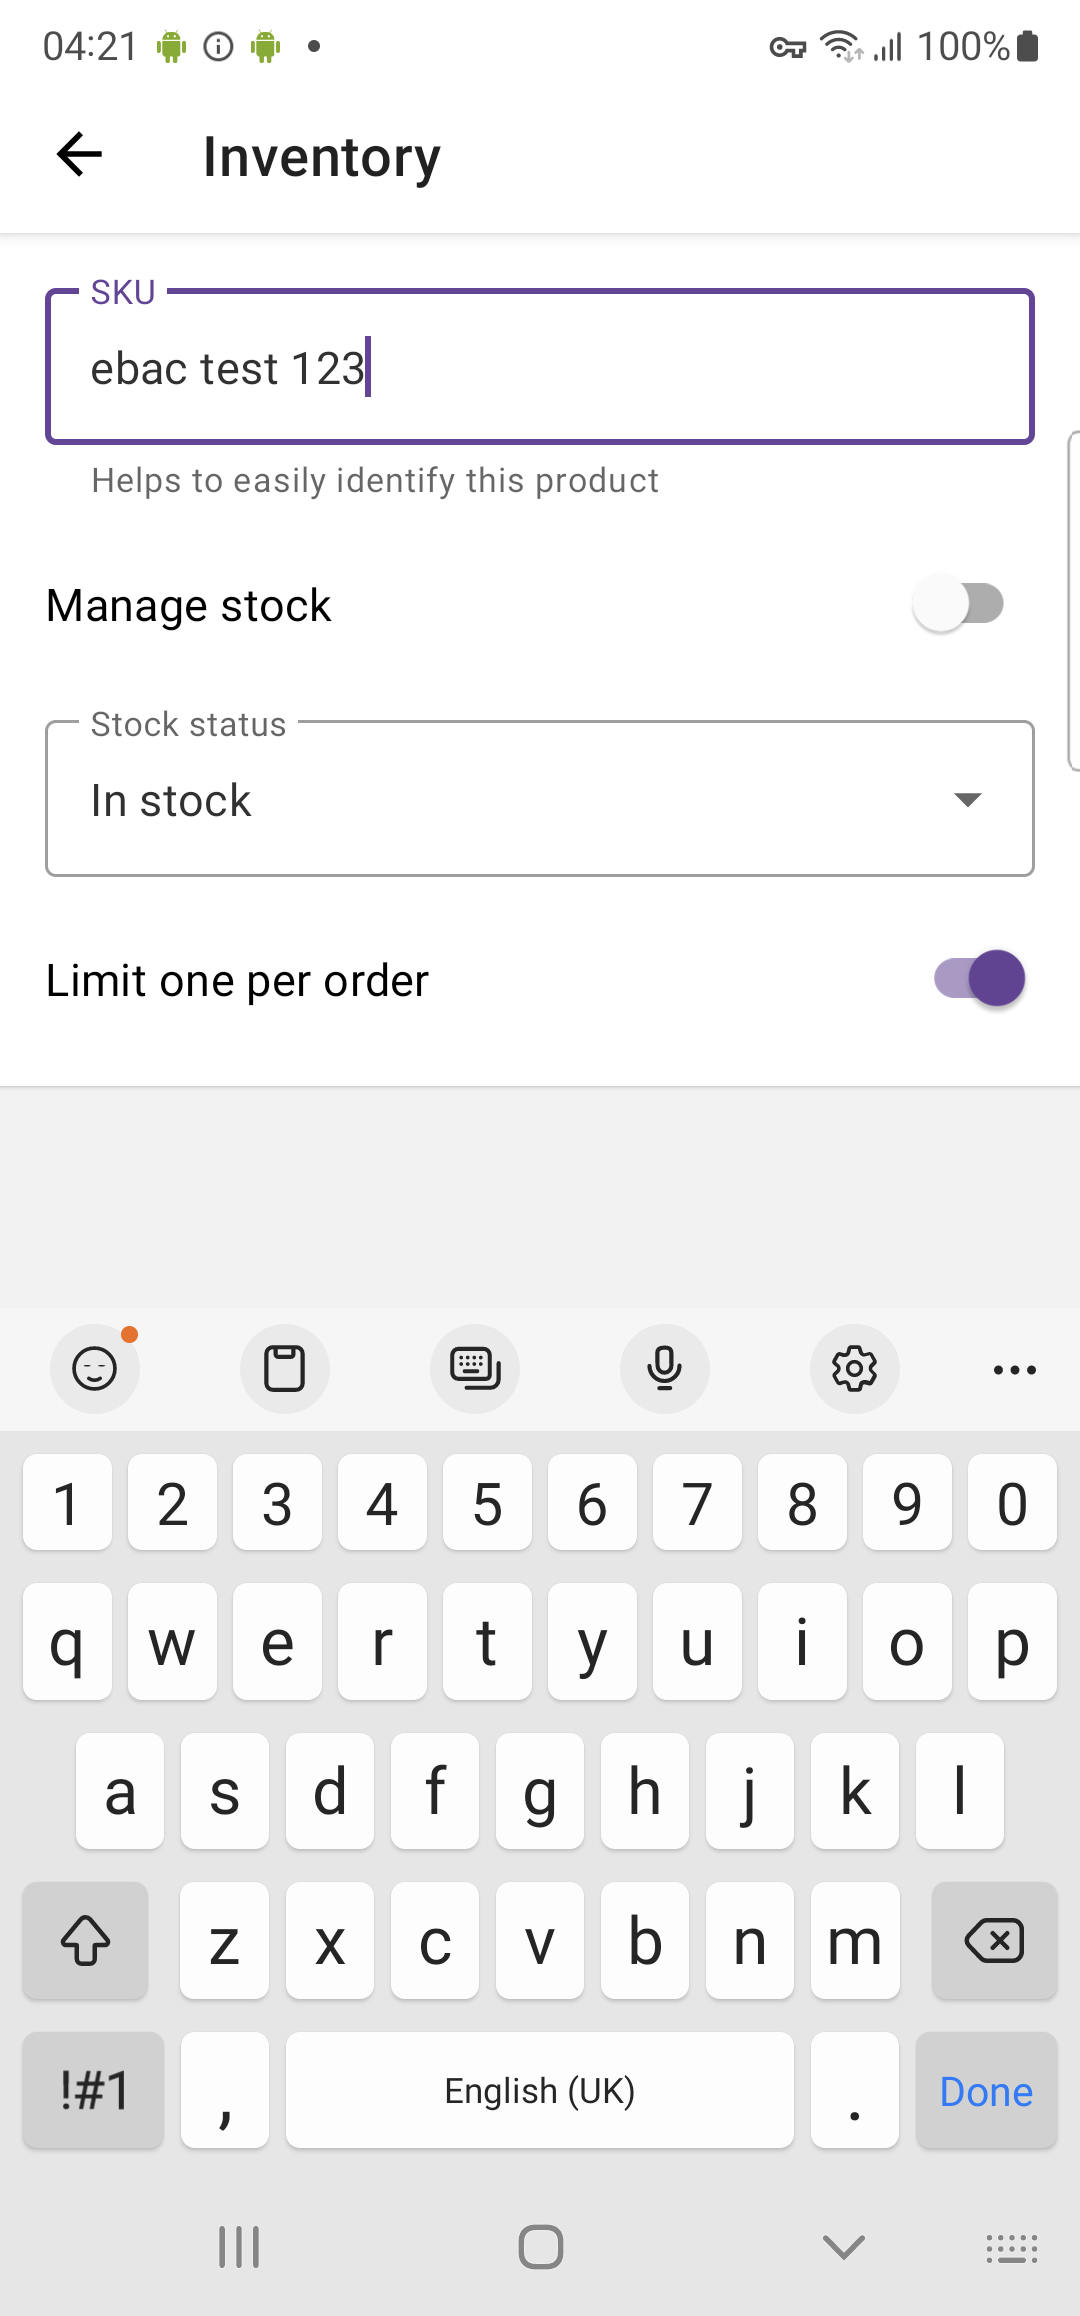 04:21 100%
Inventory
SKU
ebac test 123
Helps to easily identify this product
Manage stock
Stock status
In stock
Limit one per order
1 2 3 4 5 6 7 8 9 0
q w e r t y u i o p
a s d f g h j k l
z x c v b n m
!#1 , English (UK) . Done